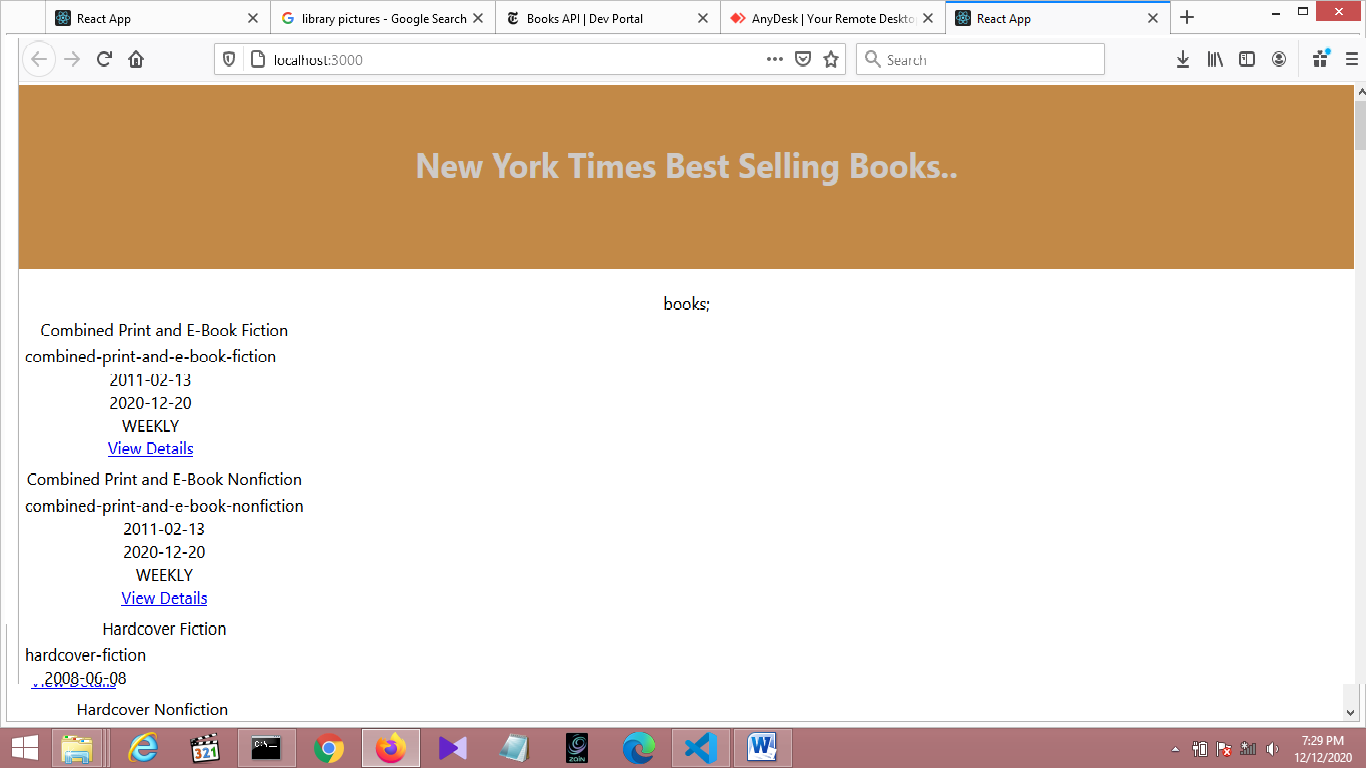 React App
library pictures - Google Search
Books API | Dev Portal
AnyDesk | Your Remote Deskto
React App
localhost:3000
Search
New York Times Best Selling Books..
books;
Combined Print and E-Book Fiction
combined-print-and-e-book-fiction
2011-02-13
2020-12-20
WEEKLY
View Details
Combined Print and E-Book Nonfiction
combined-print-and-e-book-nonfiction
2011-02-13
2020-12-20
WEEKLY
View Details
Hardcover Fiction
hardcover-fiction
2008-06-08
View Details
Hardcover Nonfiction
321
C:\_
zain
W
7:29 PM
12/12/2020